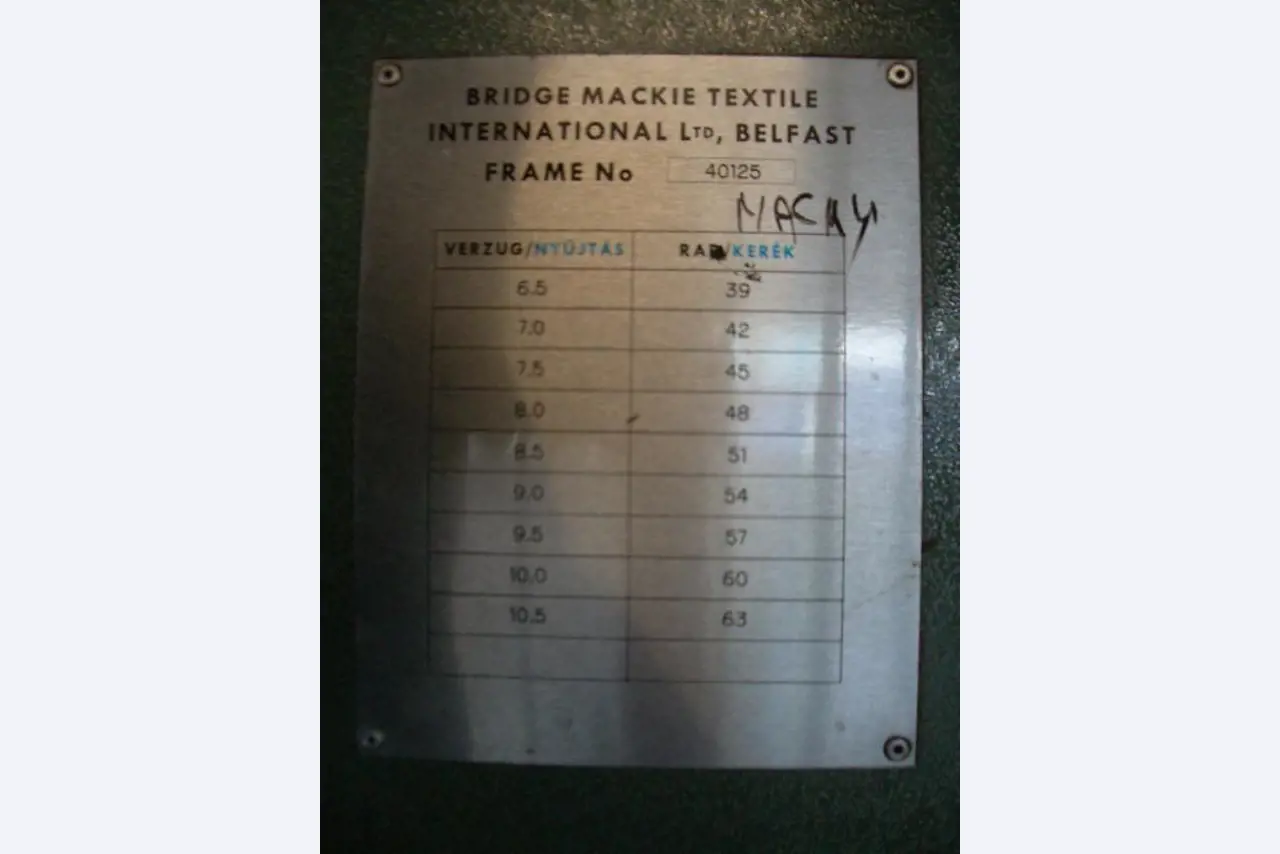 BRIDGE MACKIE TEXTILE
INTERNATIONAL LTD, BELFAST
FRAME No 40125
VERZUG/NYÚJTÁS RAD/KERÉK
6.5 39
7.0 42
7.5 45
8.0 48
8.5 51
9.0 54
9.5 57
10.0 60
10.5 63